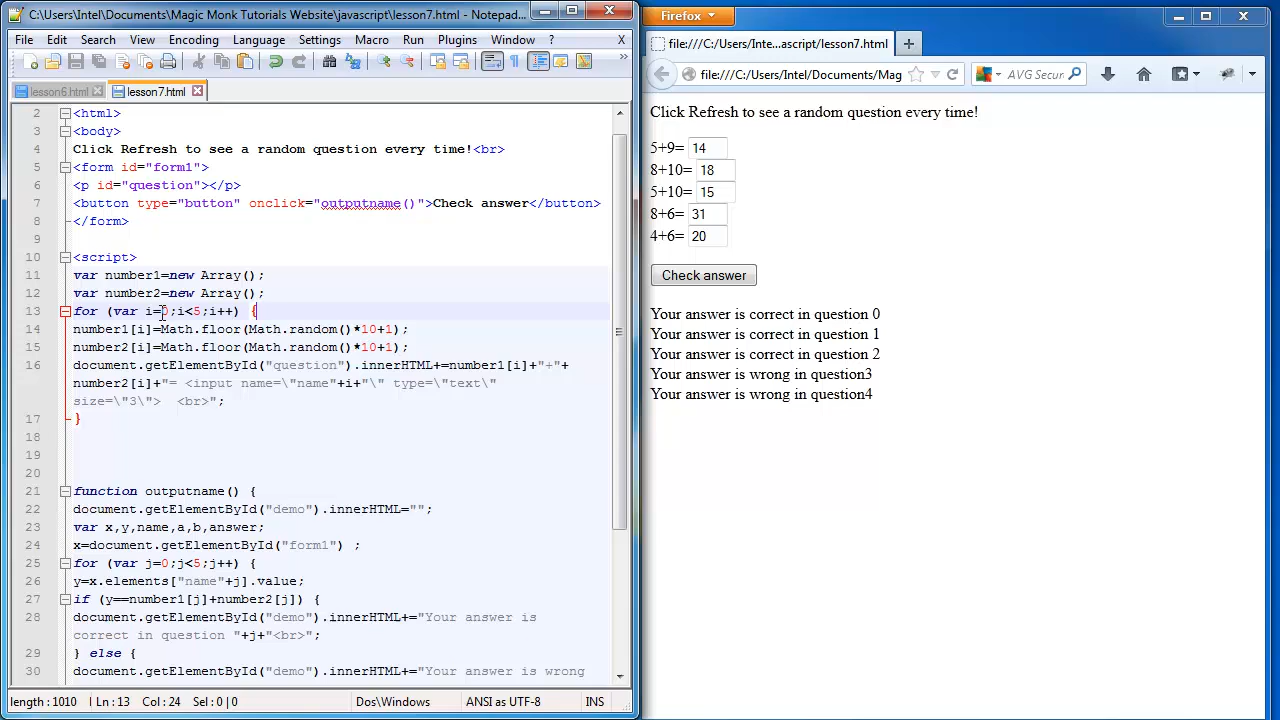 C:\Users\Intel\Documents\Magic Monk Tutorials Website\javascript\lesson7.html - Notepad...
File Edit Search View Encoding Language Settings Macro Run Plugins Window ? X
lesson6.html lesson7.html
2 <html>
3 <body>
4 Click Refresh to see a random question every time!<br>
5 <form id="form1">
6 <p id="question"></p>
7 <button type="button" onclick="outputname()">Check answer</button>
8 </form>
9
10 <script>
11 var number1=new Array();
12 var number2=new Array();
13 for (var i=0;i<5;i++) {
14 number1[i]=Math.floor(Math.random()*10+1);
15 number2[i]=Math.floor(Math.random()*10+1);
16 document.getElementById("question").innerHTML+=number1[i]+"+"+
number2[i]+"= <input name=\"name"+i+"\" type=\"text\"
size=\"3\">  <br>";
17 }
18
19
20
21 function outputname() {
22 document.getElementById("demo").innerHTML="";
23 var x,y,name,a,b,answer;
24 x=document.getElementById("form1") ;
25 for (var j=0;j<5;j++) {
26 y=x.elements["name"+j].value;
27 if (y==number1[j]+number2[j]) {
28 document.getElementById("demo").innerHTML+="Your answer is
correct in question "+j+"<br>";
29 } else {
30 document.getElementById("demo").innerHTML+="Your answer is wrong
length : 1010 l Ln : 13 Col : 24 Sel : 0 | 0 Dos\Windows ANSI as UTF-8 INS
Firefox
file:///C:/Users/Inte...ascript/lesson7.html
file:///C:/Users/Intel/Documents/Mag
AVG Secur
Click Refresh to see a random question every time!
5+9= 14
8+10= 18
5+10= 15
8+6= 31
4+6= 20
Check answer
Your answer is correct in question 0
Your answer is correct in question 1
Your answer is correct in question 2
Your answer is wrong in question3
Your answer is wrong in question4